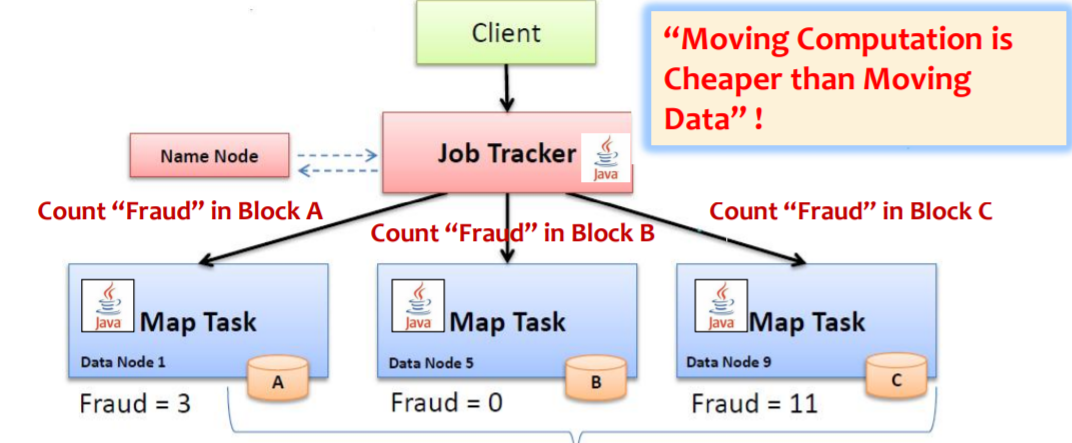 Client
“Moving Computation is
Cheaper than Moving
Data” !
Name Node
Job Tracker
Java
Count “Fraud” in Block A
Count “Fraud” in Block B
Count “Fraud” in Block C
Java
Map Task
Data Node 1
A
Java
Map Task
Data Node 5
B
Java
Map Task
Data Node 9
C
Fraud = 3
Fraud = 0
Fraud = 11